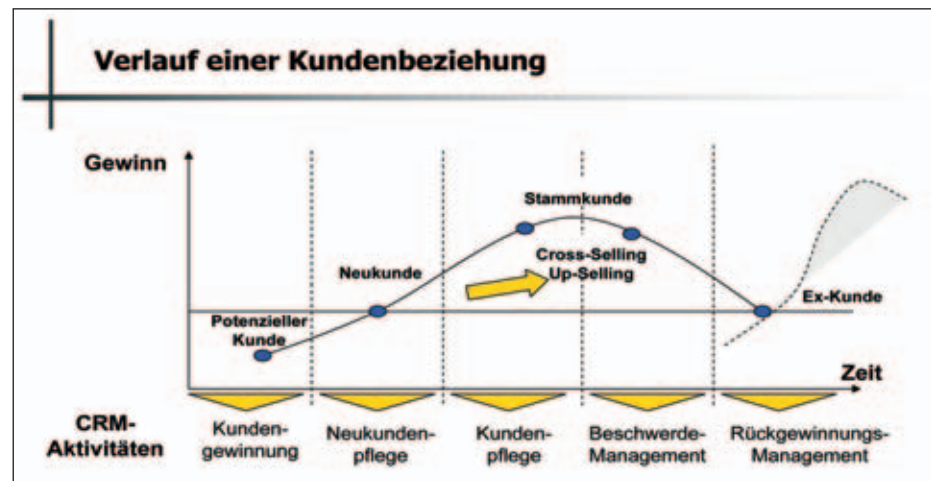 Verlauf einer Kundenbeziehung
Gewinn
Stammkunde
Neukunde
Cross-Selling
Up-Selling
Ex-Kunde
Potenzieller
Kunde
Zeit
CRM-
Aktivitäten
Kunden-
gewinnung
Neukunden-
pflege
Kunden-
pflege
Beschwerde-
Management
Rückgewinnungs-
Management